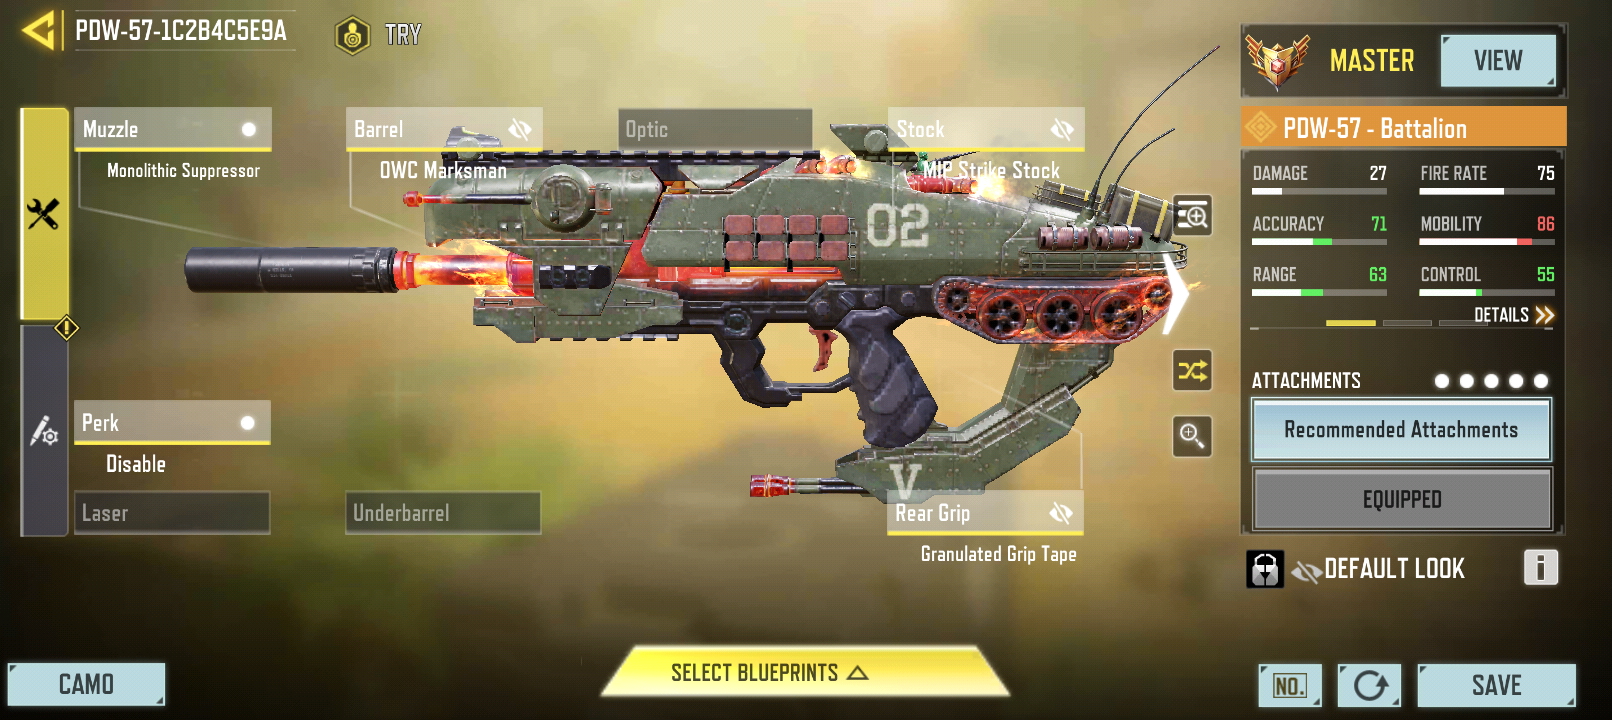 PDW-57-1C2B4C5E9A
TRY
MASTER
VIEW
Muzzle
Monolithic Suppressor
Barrel
OWC Marksman
Optic
Stock
MIP Strike Stock
PDW-57 - Battalion
DAMAGE 27
FIRE RATE 75
ACCURACY 71
MOBILITY 86
RANGE 63
CONTROL 55
DETAILS
02
V
ATTACHMENTS
Recommended Attachments
EQUIPPED
Perk
Disable
Laser
Underbarrel
Rear Grip
Granulated Grip Tape
DEFAULT LOOK
i
CAMO
SELECT BLUEPRINTS
NO.
SAVE